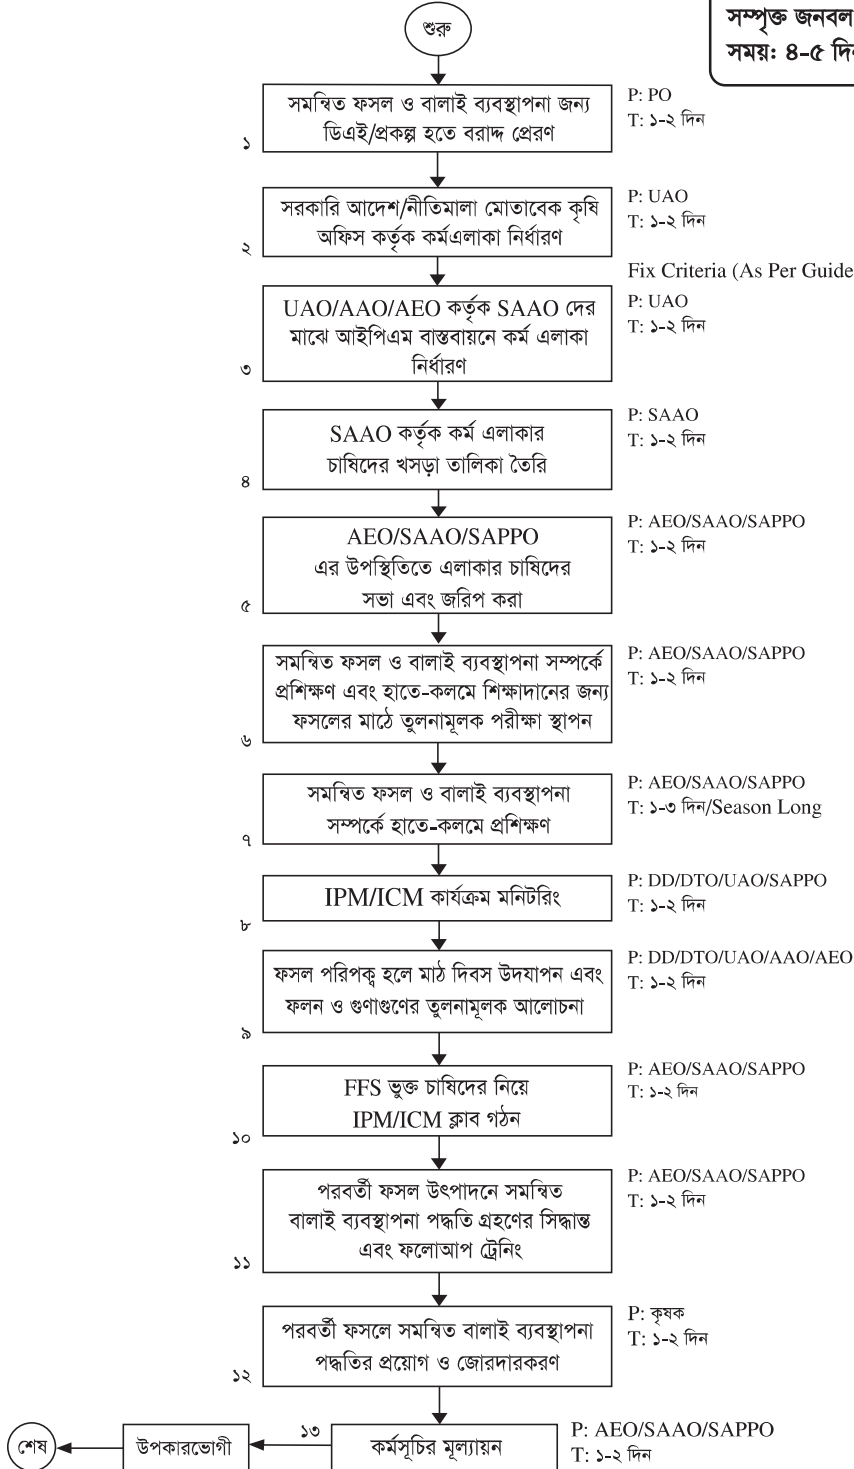 শুরু
সম্পৃক্ত জনবল
সময়: ৪-৫ দিন
সমন্বিত ফসল ও বালাই ব্যবস্থাপনা জন্য
ডিএই/প্রকল্প হতে বরাদ্দ প্রেরণ
১
P: PO
T: ১-২ দিন
সরকারি আদেশ/নীতিমালা মোতাবেক কৃষি
অফিস কর্তৃক কর্মএলাকা নির্ধারণ
২
P: UAO
T: ১-২ দিন
Fix Criteria (As Per Guide
UAO/AAO/AEO কর্তৃক SAAO দের
মাঝে আইপিএম বাস্তবায়নে কর্ম এলাকা
নির্ধারণ
৩
P: UAO
T: ১-২ দিন
SAAO কর্তৃক কর্ম এলাকার
চাষিদের খসড়া তালিকা তৈরি
৪
P: SAAO
T: ১-২ দিন
AEO/SAAO/SAPPO
এর উপস্থিতিতে এলাকার চাষিদের
সভা এবং জরিপ করা
৫
P: AEO/SAAO/SAPPO
T: ১-২ দিন
সমন্বিত ফসল ও বালাই ব্যবস্থাপনা সম্পর্কে
প্রশিক্ষণ এবং হাতে-কলমে শিক্ষাদানের জন্য
ফসলের মাঠে তুলনামূলক পরীক্ষা স্থাপন
৬
P: AEO/SAAO/SAPPO
T: ১-২ দিন
সমন্বিত ফসল ও বালাই ব্যবস্থাপনা
সম্পর্কে হাতে-কলমে প্রশিক্ষণ
৭
P: AEO/SAAO/SAPPO
T: ১-৩ দিন/Season Long
IPM/ICM কার্যক্রম মনিটরিং
৮
P: DD/DTO/UAO/SAPPO
T: ১-২ দিন
ফসল পরিপক্ব হলে মাঠ দিবস উদযাপন এবং
ফলন ও গুণাগুণের তুলনামূলক আলোচনা
৯
P: DD/DTO/UAO/AAO/AEO
T: ১-২ দিন
FFS ভুক্ত চাষিদের নিয়ে
IPM/ICM ক্লাব গঠন
১০
P: AEO/SAAO/SAPPO
T: ১-২ দিন
পরবর্তী ফসল উৎপাদনে সমন্বিত
বালাই ব্যবস্থাপনা পদ্ধতি গ্রহণের সিদ্ধান্ত
এবং ফলোআপ ট্রেনিং
১১
P: AEO/SAAO/SAPPO
T: ১-২ দিন
পরবর্তী ফসলে সমন্বিত বালাই ব্যবস্থাপনা
পদ্ধতির প্রয়োগ ও জোরদারকরণ
১২
P: কৃষক
T: ১-২ দিন
শেষ
উপকারভোগী
১৩
কর্মসূচির মূল্যায়ন
P: AEO/SAAO/SAPPO
T: ১-২ দিন